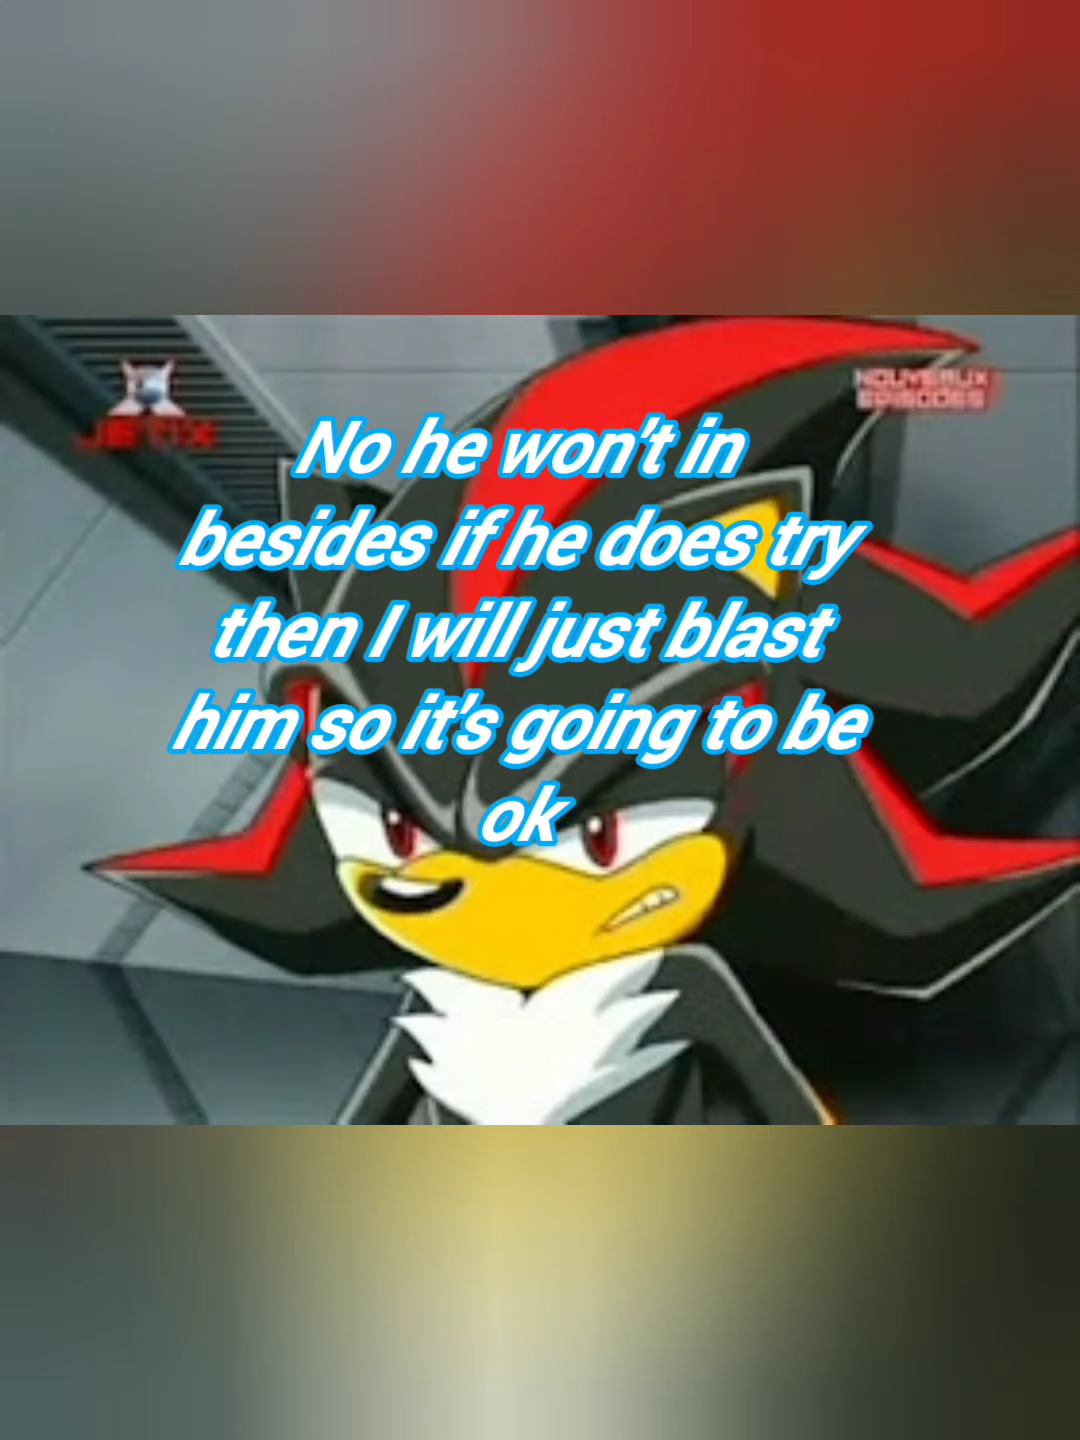 JETIX
NOUVEAUX
EPISODES
No he won't in
besides if he does try
then I will just blast
him so it's going to be
ok